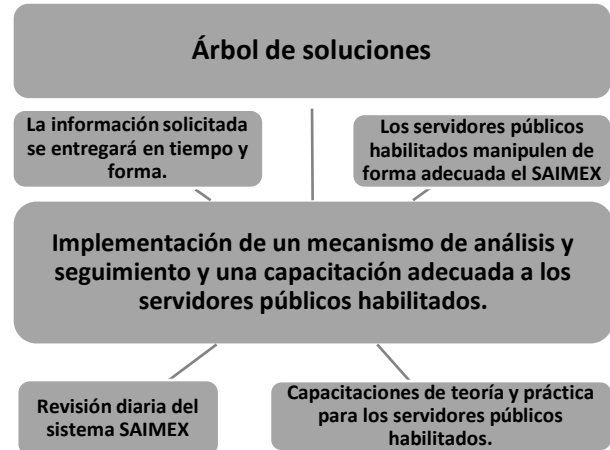 Árbol de soluciones
La información solicitada
se entregará en tiempo y
forma.
Los servidores públicos
habilitados manipulen de
forma adecuada el SAIMEX
Implementación de un mecanismo de análisis y
seguimiento y una capacitación adecuada a los
servidores públicos habilitados.
Revisión diaria del
sistema SAIMEX
Capacitaciones de teoría y práctica
para los servidores públicos
habilitados.